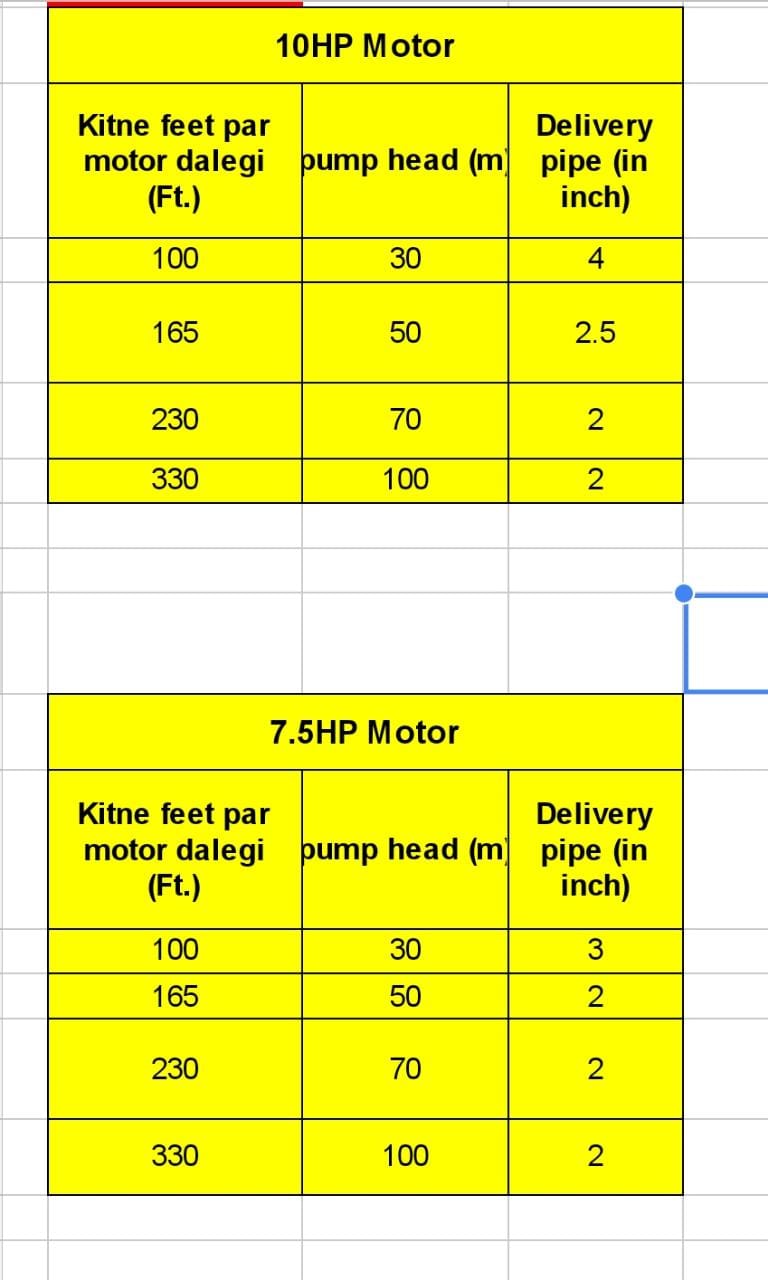 10HP Motor
Kitne feet par
motor dalegi
(Ft.)
pump head (m)
Delivery
pipe (in
inch)
100 30 4
165 50 2.5
230 70 2
330 100 2
7.5HP Motor
Kitne feet par
motor dalegi
(Ft.)
pump head (m)
Delivery
pipe (in
inch)
100 30 3
165 50 2
230 70 2
330 100 2